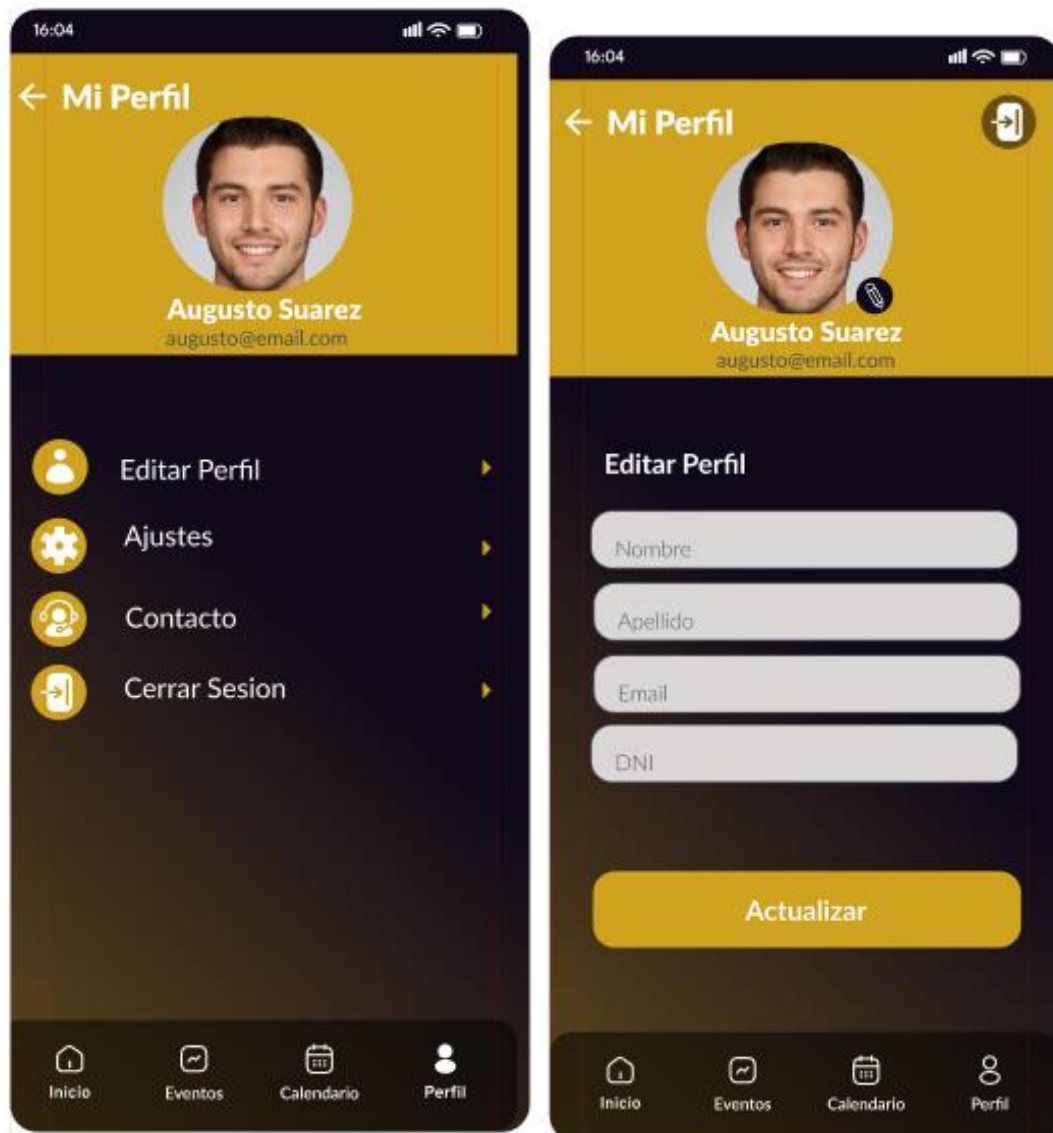 16:04
Mi Perfil
Augusto Suarez
augusto@email.com
Editar Perfil
Ajustes
Contacto
Cerrar Sesion
Inicio
Eventos
Calendario
Perfil
16:04
Mi Perfil
Augusto Suarez
augusto@email.com
Editar Perfil
Nombre
Apellido
Email
DNI
Actualizar
Inicio
Eventos
Calendario
Perfil